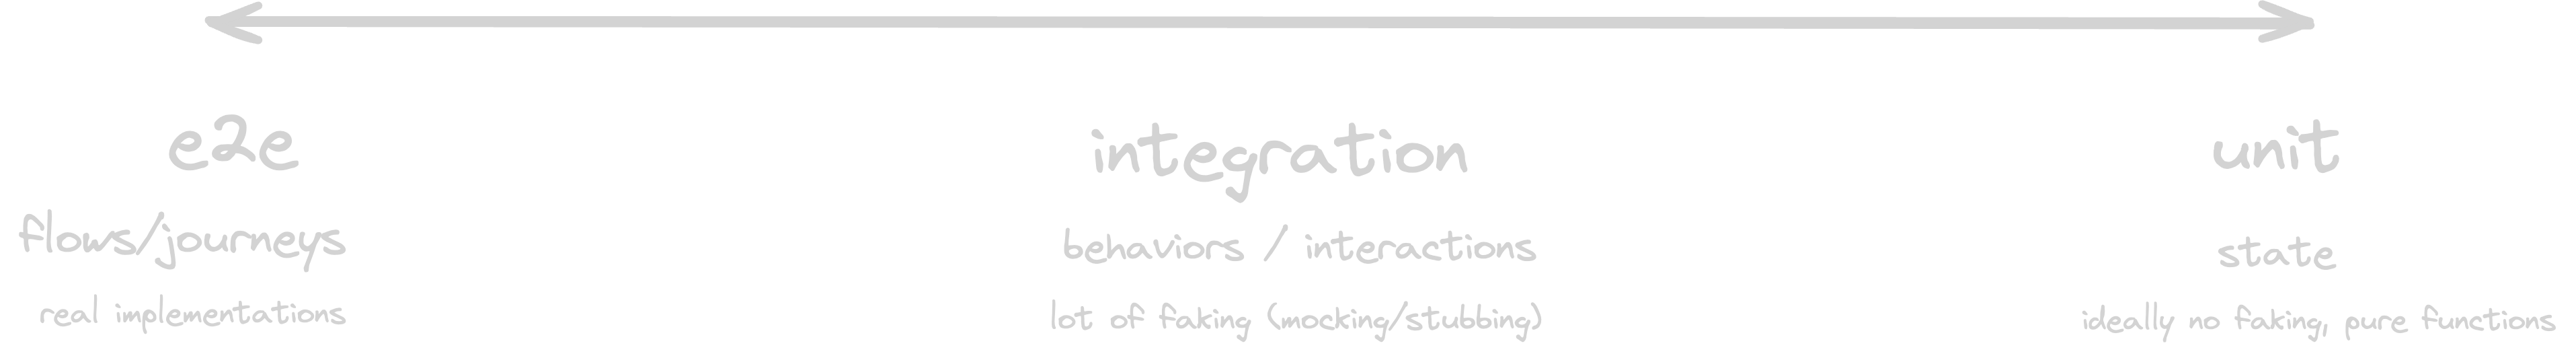 e2e
flows/journeys
real implementations
integration
behaviors / interactions
lot of faking (mocking/stubbing)
unit
state
ideally no faking, pure functions